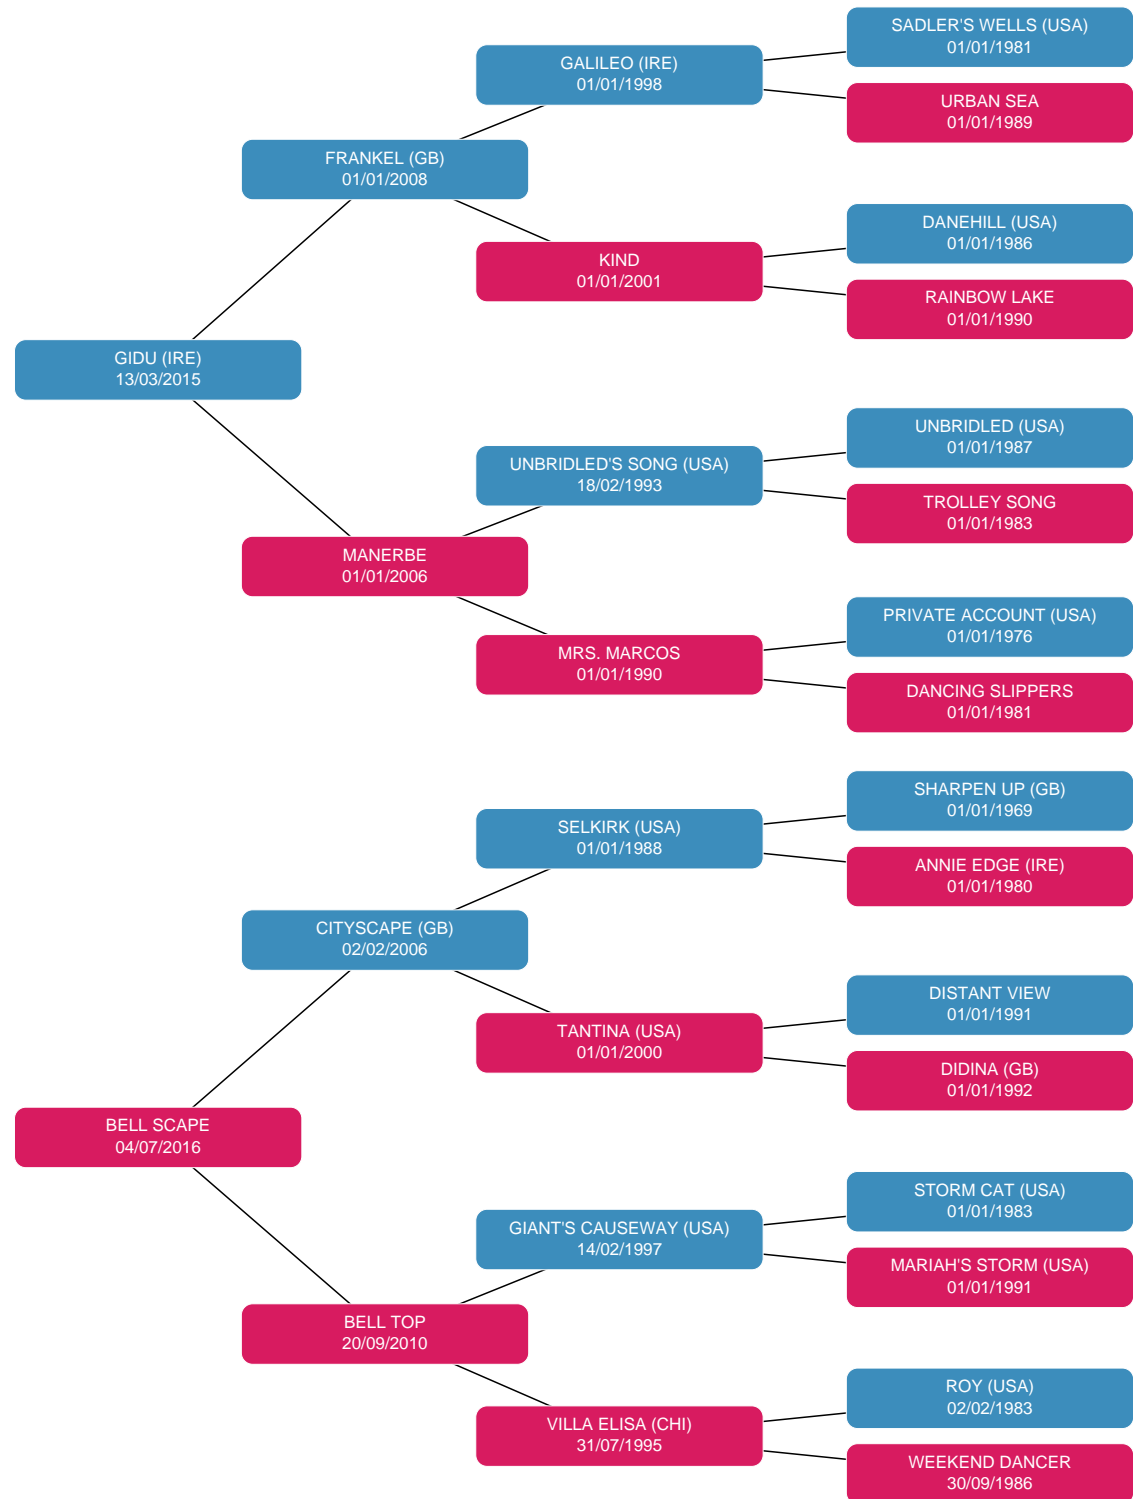 SADLER'S WELLS (USA)
01/01/1981
GALILEO (IRE)
01/01/1998
URBAN SEA
01/01/1989
FRANKEL (GB)
01/01/2008
DANEHILL (USA)
01/01/1986
KIND
01/01/2001
RAINBOW LAKE
01/01/1990
GIDU (IRE)
13/03/2015
UNBRIDLED (USA)
01/01/1987
UNBRIDLED'S SONG (USA)
18/02/1993
TROLLEY SONG
01/01/1983
MANERBE
01/01/2006
PRIVATE ACCOUNT (USA)
01/01/1976
MRS. MARCOS
01/01/1990
DANCING SLIPPERS
01/01/1981
SHARPEN UP (GB)
01/01/1969
SELKIRK (USA)
01/01/1988
ANNIE EDGE (IRE)
01/01/1980
CITYSCAPE (GB)
02/02/2006
DISTANT VIEW
01/01/1991
TANTINA (USA)
01/01/2000
DIDINA (GB)
01/01/1992
BELL SCAPE
04/07/2016
STORM CAT (USA)
01/01/1983
GIANT'S CAUSEWAY (USA)
14/02/1997
MARIAH'S STORM (USA)
01/01/1991
BELL TOP
20/09/2010
ROY (USA)
02/02/1983
VILLA ELISA (CHI)
31/07/1995
WEEKEND DANCER
30/09/1986